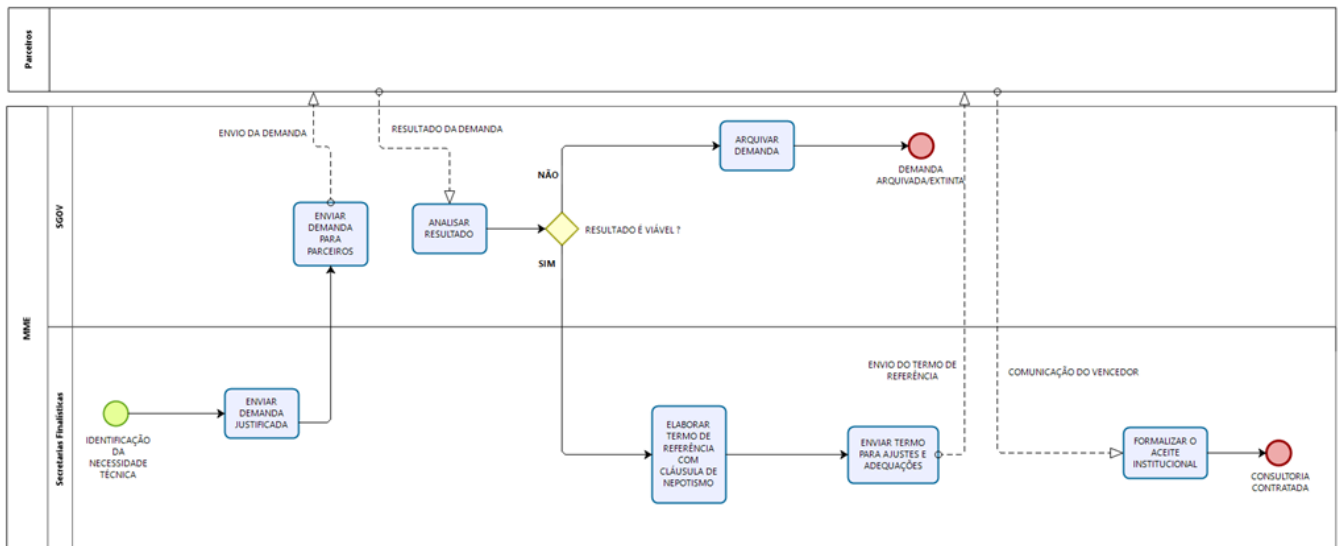 Parceiros
MME
SGOV
Secretarias Finalísticas
ENVIO DA DEMANDA
RESULTADO DA DEMANDA
ENVIAR
DEMANDA
PARA
PARCEIROS
ANALISAR
RESULTADO
NÃO
RESULTADO É VIÁVEL ?
SIM
ARQUIVAR
DEMANDA
DEMANDA
ARQUIVADA/EXTINTA
IDENTIFICAÇÃO
DA
NECESSIDADE
TÉCNICA
ENVIAR
DEMANDA
JUSTIFICADA
ELABORAR
TERMO DE
REFERÊNCIA
COM
CLÁUSULA DE
NEPOTISMO
ENVIAR TERMO
PARA AJUSTES E
ADEQUAÇÕES
ENVIO DO TERMO DE
REFERÊNCIA
COMUNICAÇÃO DO VENCEDOR
FORMALIZAR O
ACEITE
INSTITUCIONAL
CONSULTORIA
CONTRATADA